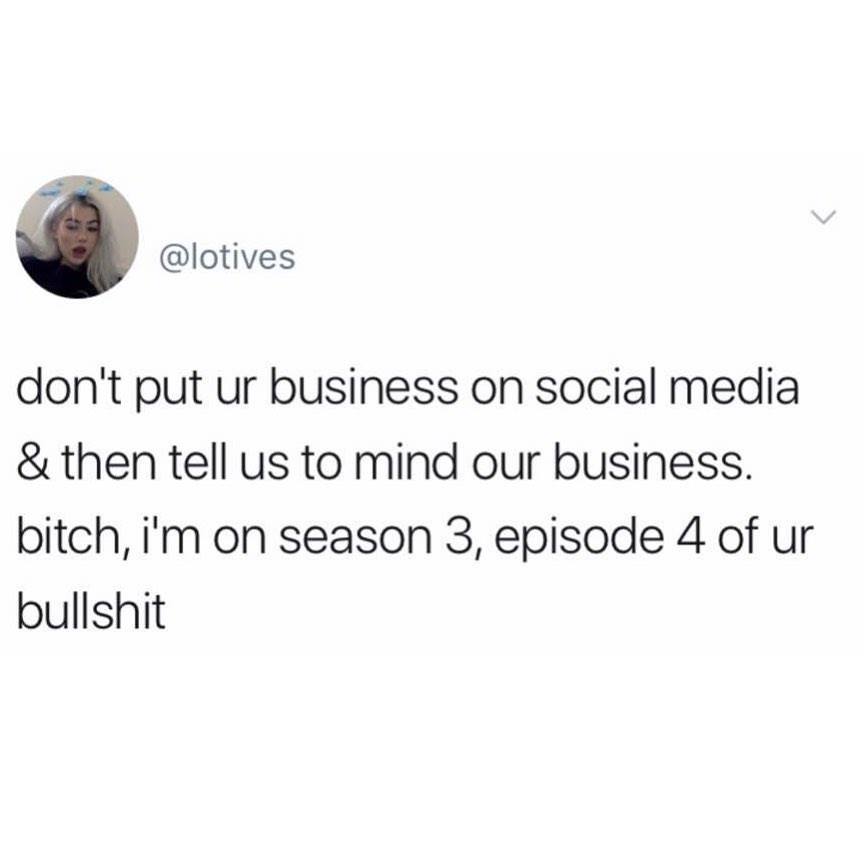 @lotives
don't put ur business on social media
& then tell us to mind our business.
bitch, i'm on season 3, episode 4 of ur
bullshit